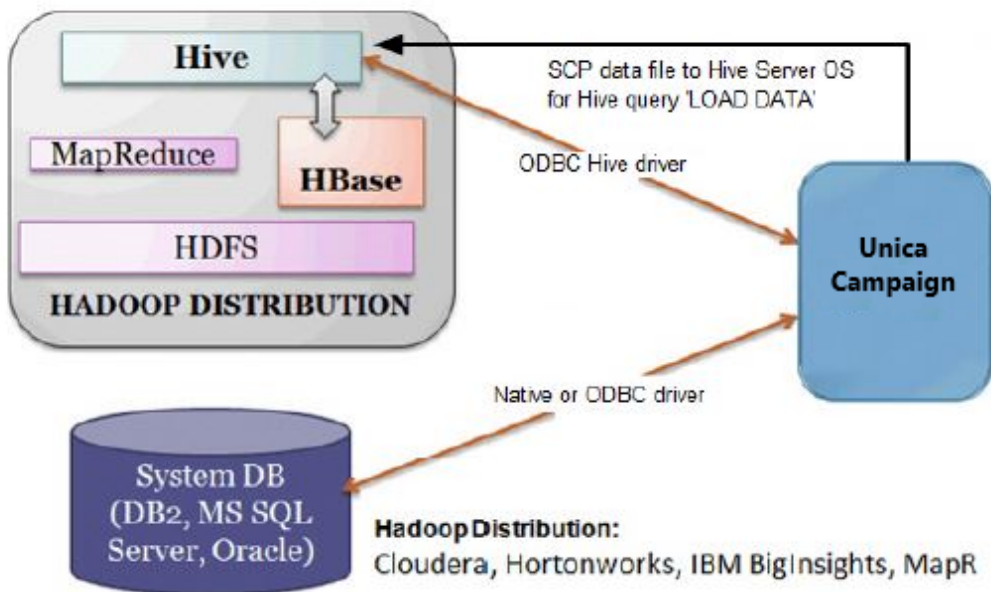 Hive
SCP data file to Hive Server OS
for Hive query 'LOAD DATA'
MapReduce
ODBC Hive driver
HBase
HDFS
Unica
Campaign
HADOOP DISTRIBUTION
Native or ODBC driver
System DB
(DB2, MS SQL
Server, Oracle)
Hadoop Distribution:
Cloudera, Hortonworks, IBM BigInsights, MapR